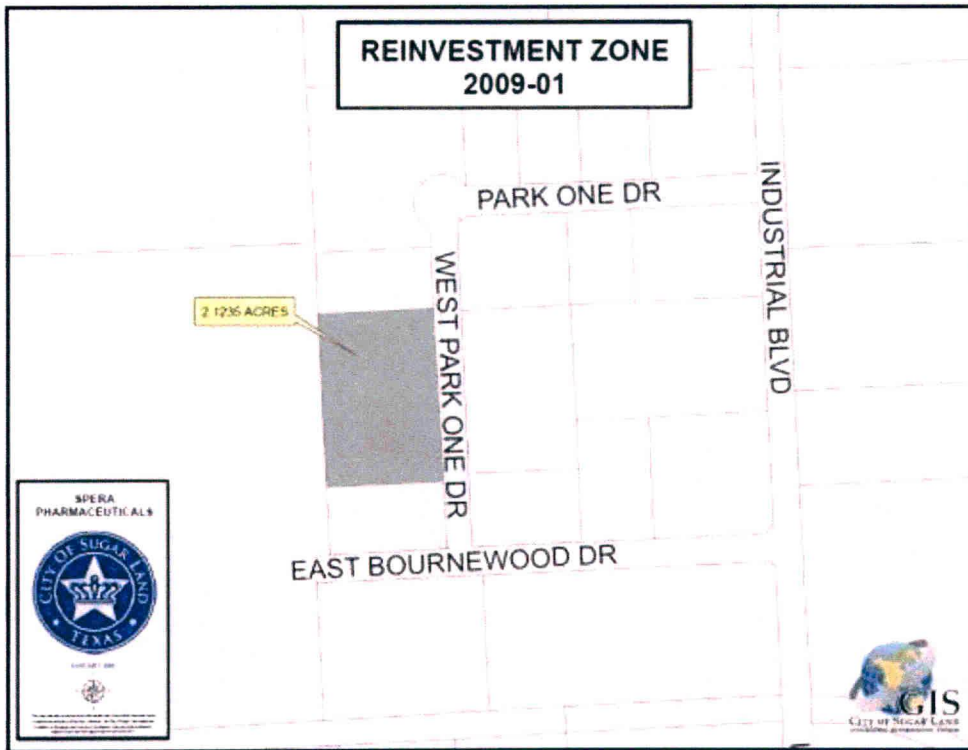 REINVESTMENT ZONE
2009-01
PARK ONE DR
INDUSTRIAL BLVD
WEST PARK ONE DR
2.1235 ACRES
EAST BOURNEWOOD DR
SPERA
PHARMACEUTICALS
CITY OF SUGAR LAND
TEXAS
GIS
CITY OF SUGAR LAND